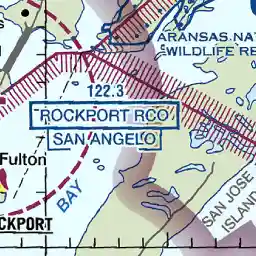 ARANSAS NAT
WILDLIFE RE
122.3
ROCKPORT RCO
SAN ANGELO
Fulton
BAY
CKPORT
SAN JOSE
ISLAND